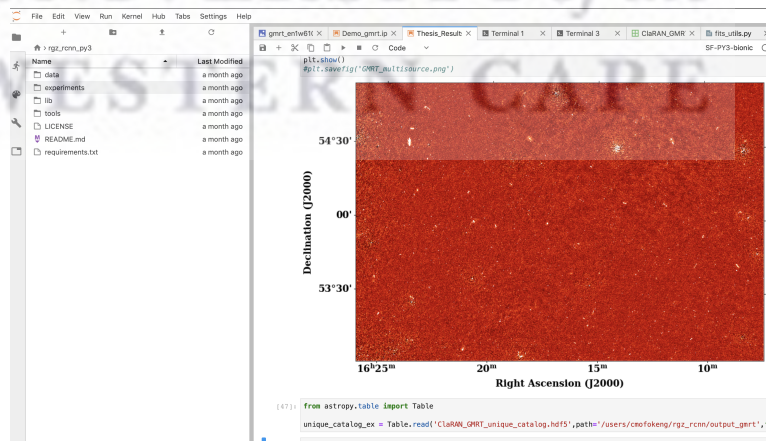 File Edit View Run Kernel Hub Tabs Settings Help
gmrt_en1w61( Demo_gmrt.ip Thesis_Result: Terminal 1 Terminal 3 ClaRAN_GMR fits_utils.py
rgz_rcnn_py3
Code
SF-PY3-bionic
Name Last Modified
data a month ago
experiments a month ago
lib a month ago
tools a month ago
LICENSE a month ago
README.md a month ago
requirements.txt a month ago
WESTERN CAPE
plt.show()
#plt.savefig('GMRT_multisource.png')
54°30'
00'
53°30'
Declination (J2000)
16h25m 20m 15m 10m
Right Ascension (J2000)
[47]: from astropy.table import Table
unique_catalog_ex = Table.read('ClaRAN_GMRT_unique_catalog.hdf5',path='/users/cmofokeng/rgz_rcnn/output_gmrt',